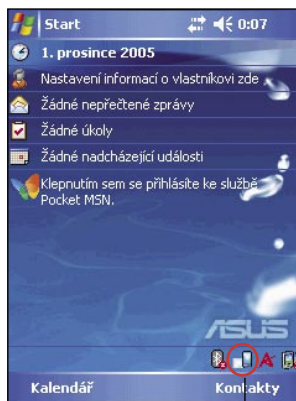 Start 0:07
1. prosince 2005
Nastavení informací o vlastníkovi zde
Žádné nepřečtené zprávy
Žádné úkoly
Žádné nadcházející události
Klepnutím sem se přihlásíte ke službě
Pocket MSN.
ASUS
Kalendář Kontakty